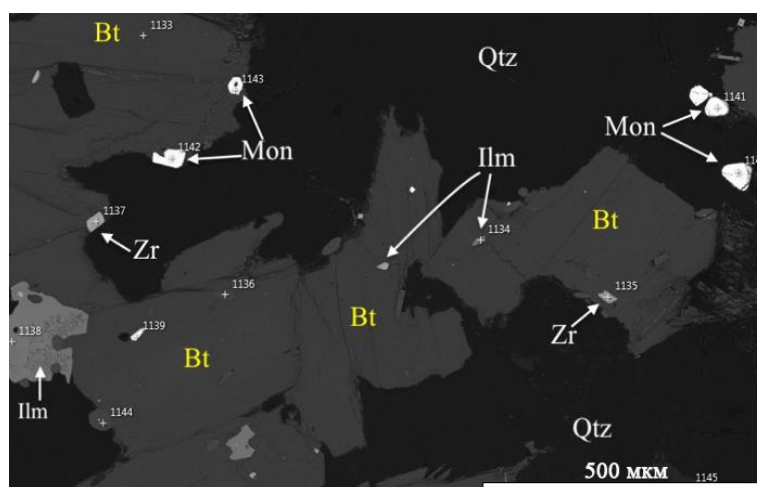 Bt
1133
Qtz
1143
1141
Mon
1142
Mon
Ilm
1137
1134
Bt
Zr
1136
1135
1138
1139
Bt
Bt
Zr
Ilm
1144
Qtz
500 мкм
1145